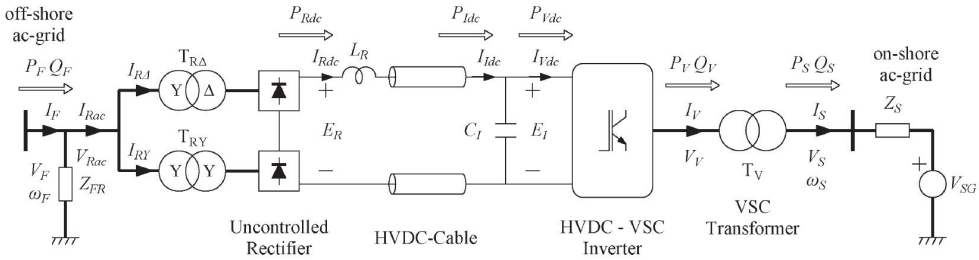 off-shore
ac-grid
P_F Q_F
I_F
I_Rac
V_F
ω_F
V_Rac
Z_FR
I_RΔ
I_RY
T_RΔ
Y Δ
T_RY
Y Y
Uncontrolled
Rectifier
P_Rdc
I_Rdc
L_R
+
E_R
−
HVDC-Cable
P_Idc
I_Idc
C_I
P_Vdc
I_Vdc
+
E_I
−
HVDC - VSC
Inverter
P_V Q_V
I_V
V_V
T_V
VSC
Transformer
P_S Q_S
I_S
V_S
ω_S
on-shore
ac-grid
Z_S
+
V_SG